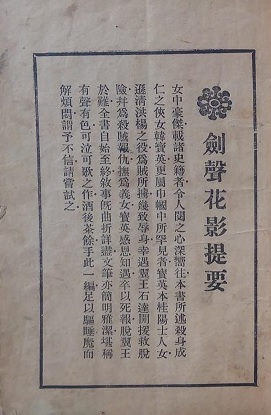 劍聲花影提要
女中豪傑載諸史籍者令人聞之心深嚮往本書所述殺身成
仁之俠女韓寶英更屬巾幗中所罕見者寶英本桂陽士人女
遜清洪楊之役爲賊所擄幾致辱身幸遇翼王石達開援救脫
險幷爲殺賊報仇撫爲義女寶英感恩知遇卒以死報脫翼王
於難全書自始至終敘事旣曲折詳盡文筆亦簡明雅潔堪稱
有聲有色可泣可歌之作酒後茶餘手此一編足以驅睡魔而
解煩悶謂予不信請嘗試之